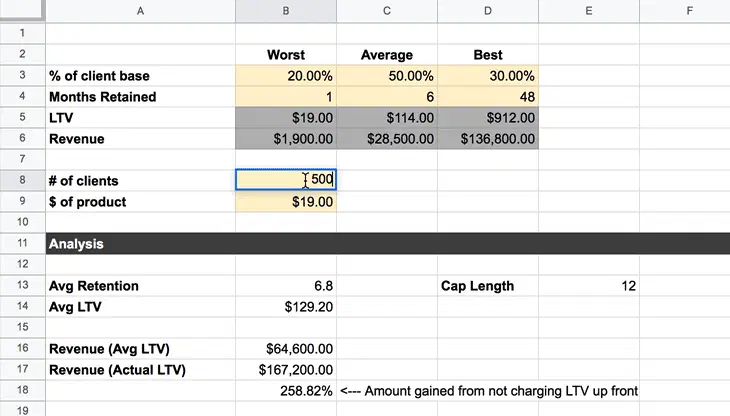 A B C D E F
1
2 Worst Average Best
3 % of client base 20.00% 50.00% 30.00%
4 Months Retained 1 6 48
5 LTV $19.00 $114.00 $912.00
6 Revenue $1,900.00 $28,500.00 $136,800.00
7
8 # of clients 500
9 $ of product $19.00
10
11 Analysis
12
13 Avg Retention 6.8 Cap Length 12
14 Avg LTV $129.20
15
16 Revenue (Avg LTV) $64,600.00
17 Revenue (Actual LTV) $167,200.00
18 258.82% <--- Amount gained from not charging LTV up front
19